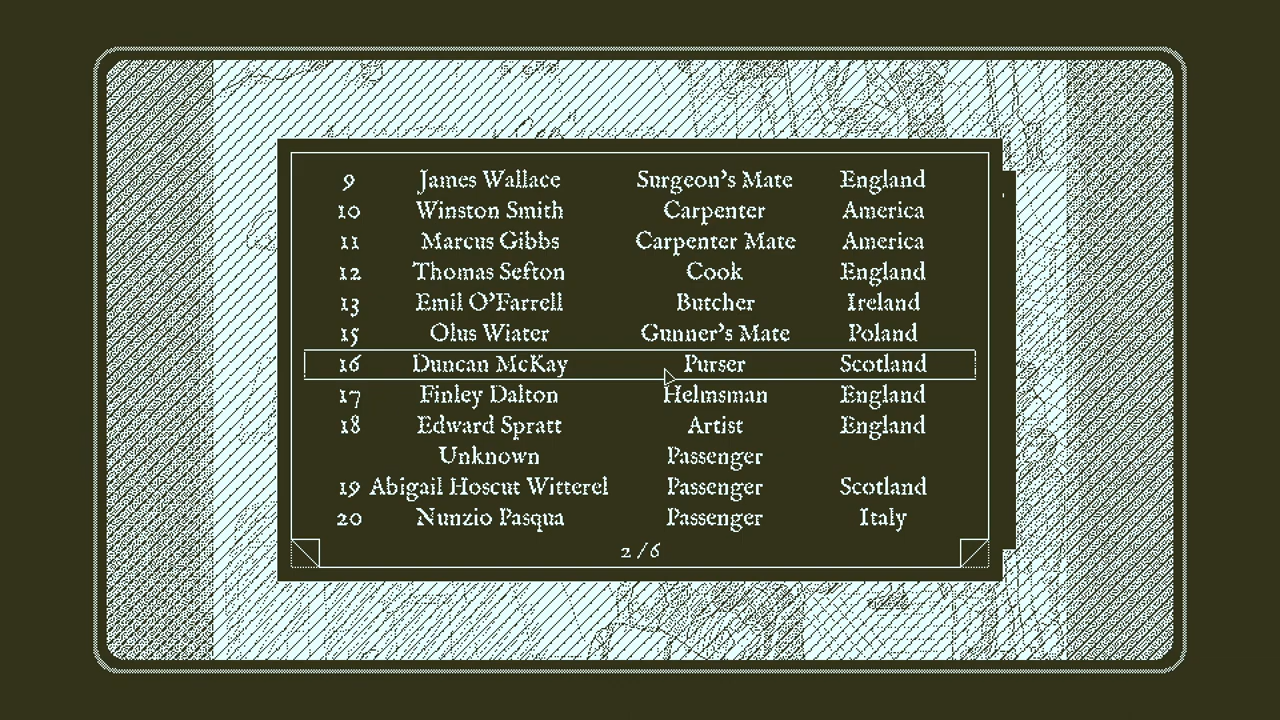 9 James Wallace Surgeon's Mate England
10 Winston Smith Carpenter America
11 Marcus Gibbs Carpenter Mate America
12 Thomas Sefton Cook England
13 Emil O'Farrell Butcher Ireland
15 Olus Wiater Gunner's Mate Poland
16 Duncan McKay Purser Scotland
17 Finley Dalton Helmsman England
18 Edward Spratt Artist England
Unknown Passenger
19 Abigail Hoscut Witterel Passenger Scotland
20 Nunzio Pasqua Passenger Italy
2/6